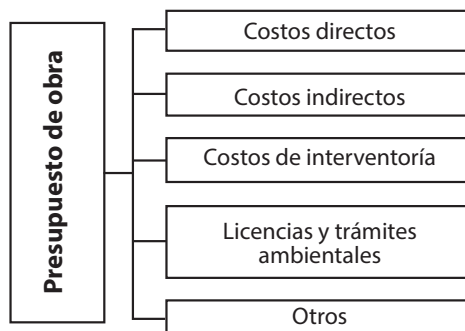 Presupuesto de obra
Costos directos
Costos indirectos
Costos de interventoría
Licencias y trámites
ambientales
Otros